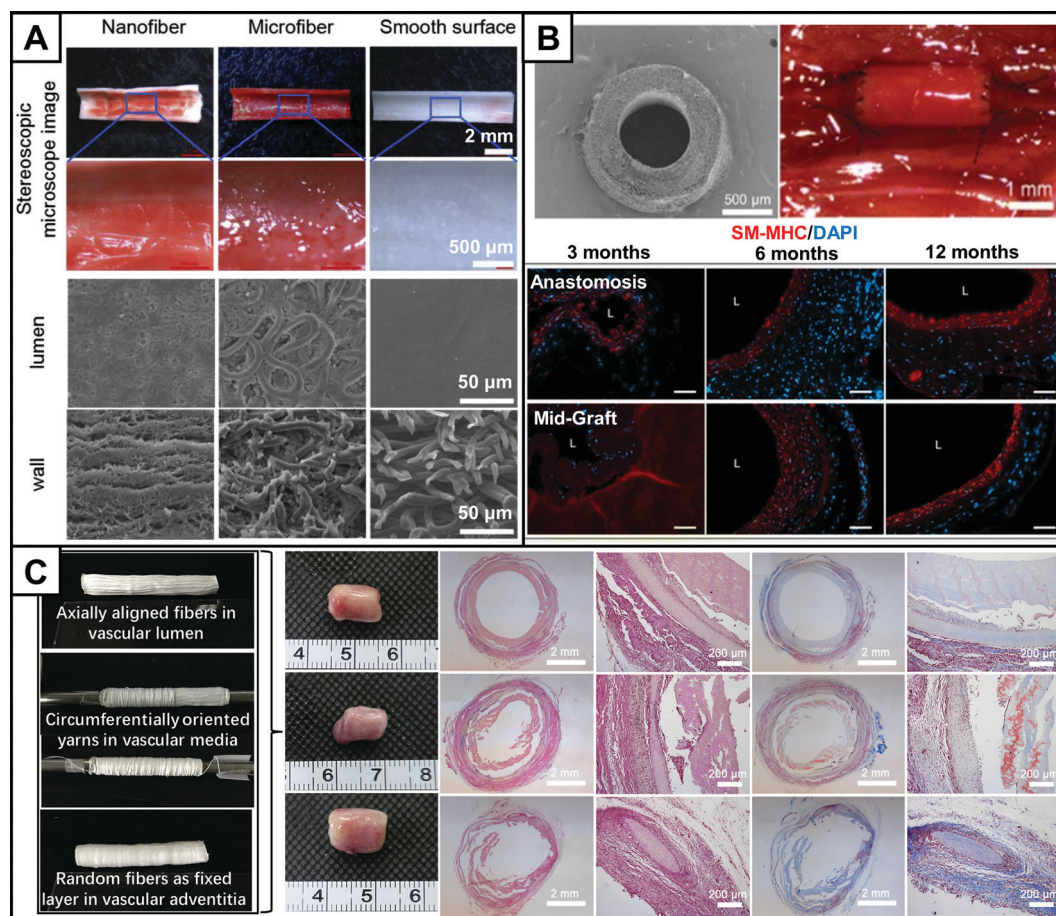 A
Nanofiber
Microfiber
Smooth surface
Stereoscopic
microscope image
2 mm
500 µm
lumen
50 µm
wall
50 µm
B
500 µm
1 mm
SM-MHC/DAPI
3 months
6 months
12 months
Anastomosis
L
L
L
Mid-Graft
L
L
L
C
Axially aligned fibers in
vascular lumen
Circumferentially oriented
yarns in vascular media
Random fibers as fixed
layer in vascular adventitia
4 5 6
2 mm
200 µm
2 mm
200 µm
6 7 8
2 mm
200 µm
2 mm
200 µm
4 5 6
2 mm
200 µm
2 mm
200 µm